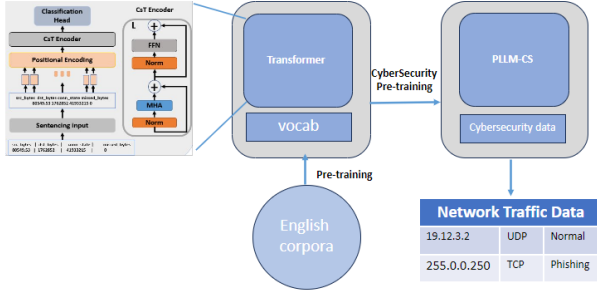 Classification
Head
CsT Encoder
Positional Encoding
Sentencing Input
CsT Encoder
L
FFN
Norm
MHA
Norm
Transformer
vocab
Pre-training
English
corpora
CyberSecurity
Pre-training
PLLM-CS
Cybersecurity data
Network Traffic Data
19.12.3.2 UDP Normal
255.0.0.250 TCP Phishing